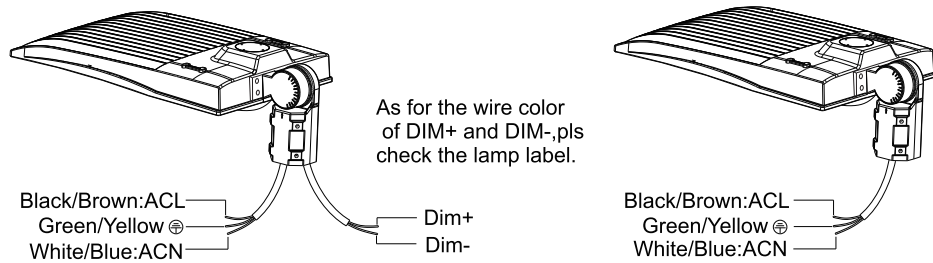 As for the wire color
of DIM+ and DIM-,pls
check the lamp label.
Black/Brown:ACL
Green/Yellow ⏚
White/Blue:ACN
Dim+
Dim-
Black/Brown:ACL
Green/Yellow ⏚
White/Blue:ACN